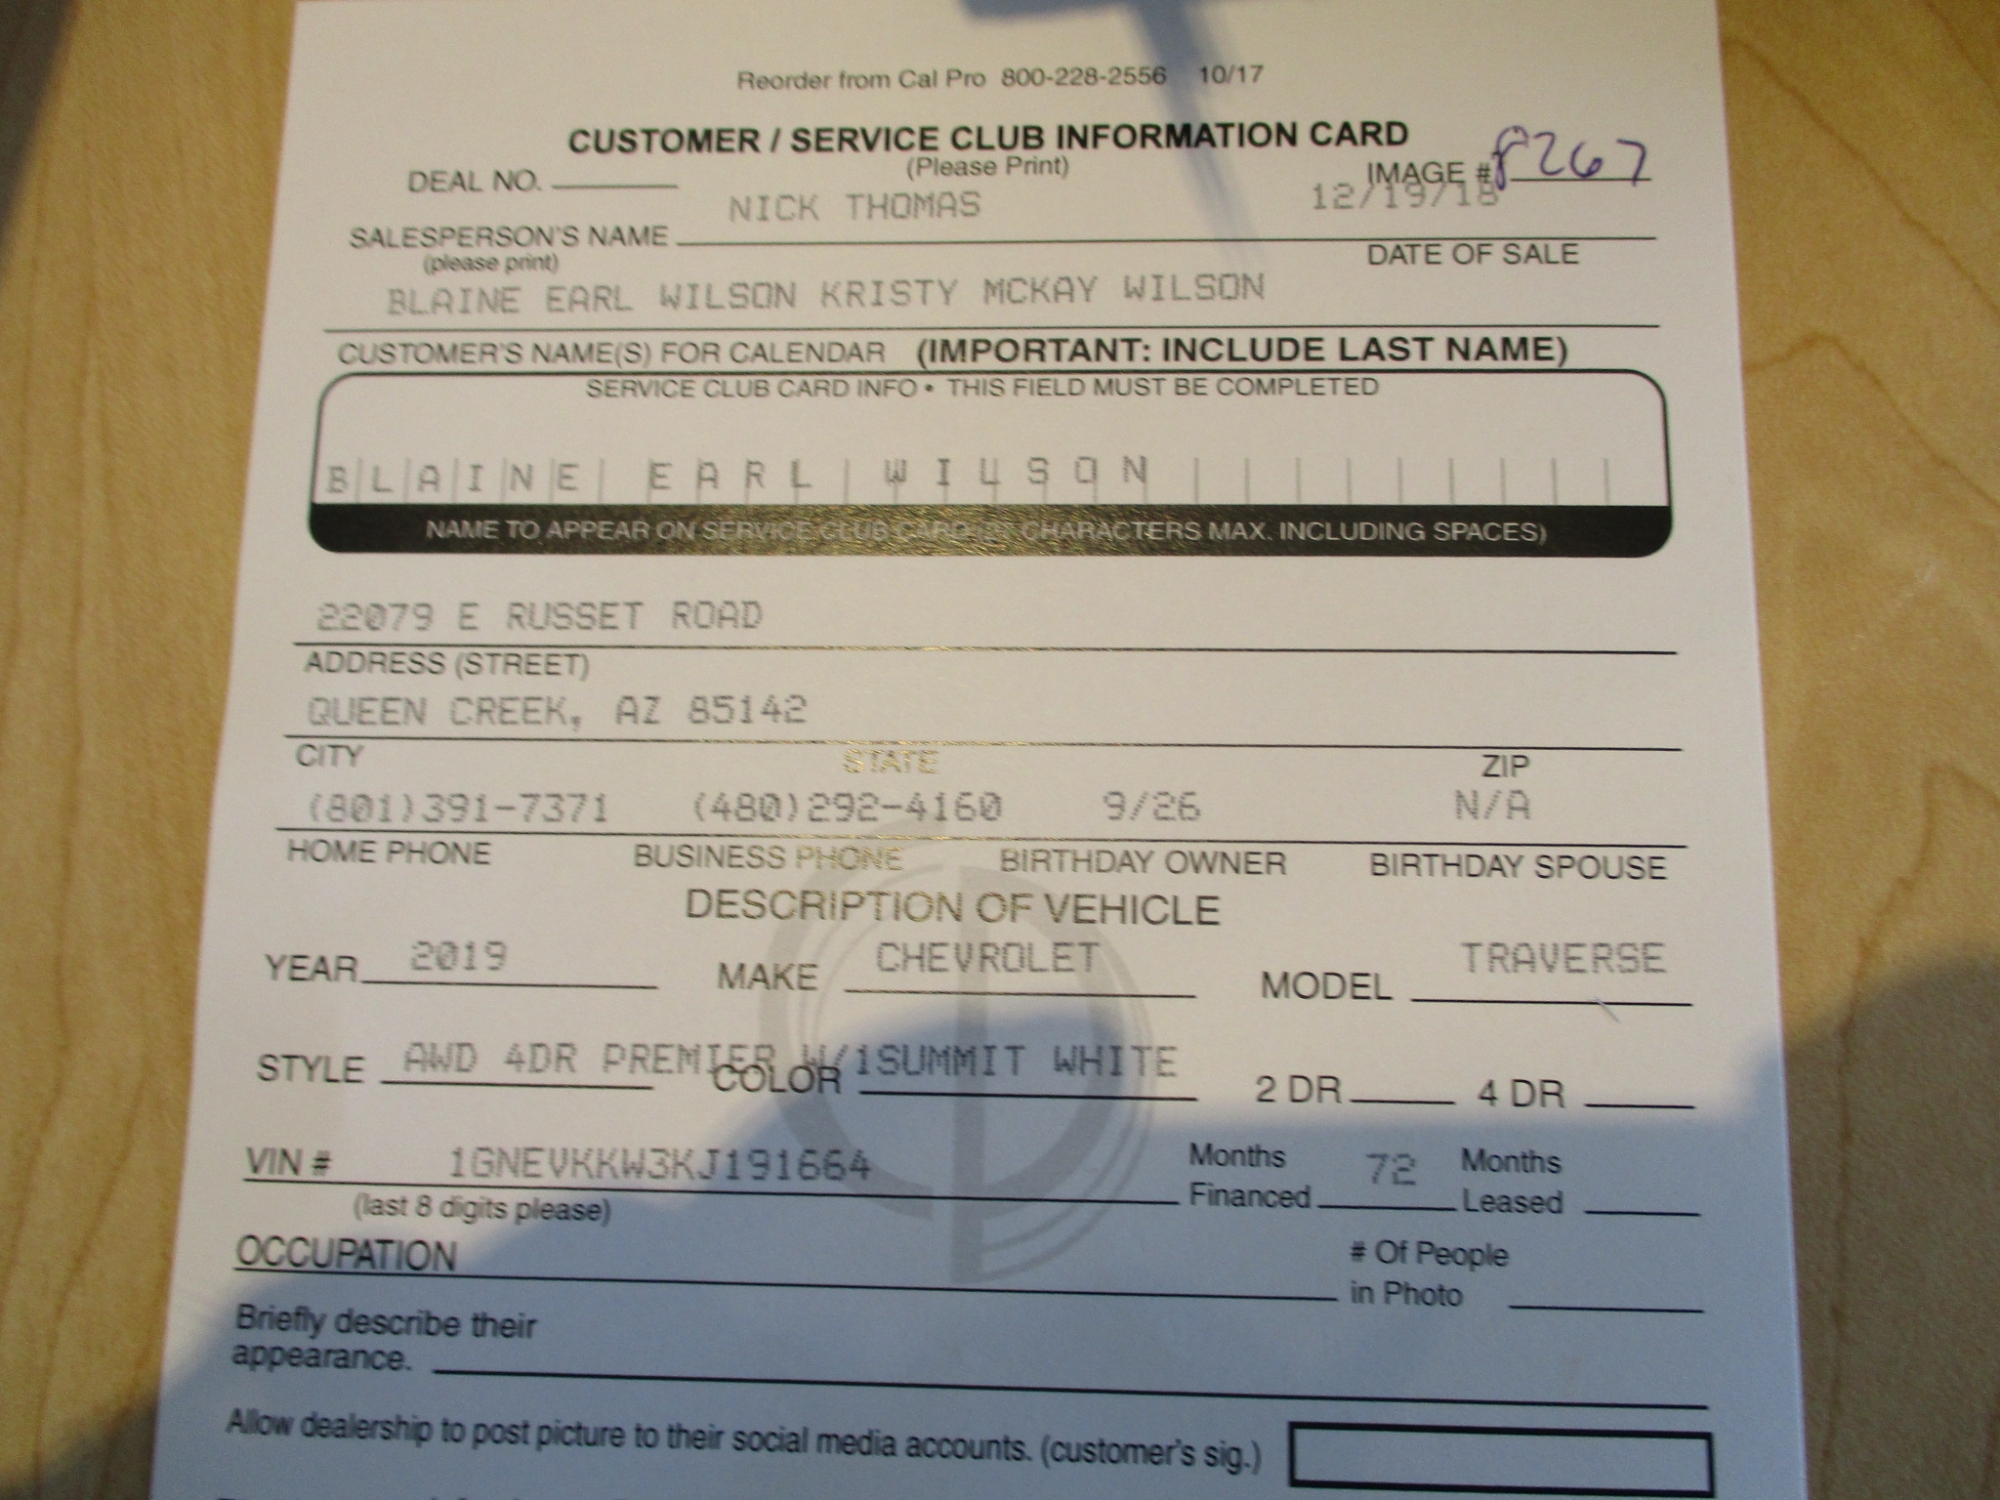 Reorder from Cal Pro 800-228-2556 10/17
CUSTOMER / SERVICE CLUB INFORMATION CARD
(Please Print)
DEAL NO. IMAGE # 8267
NICK THOMAS 12/19/18
SALESPERSON'S NAME DATE OF SALE
(please print)
BLAINE EARL WILSON KRISTY MCKAY WILSON
CUSTOMER'S NAME(S) FOR CALENDAR (IMPORTANT: INCLUDE LAST NAME)
SERVICE CLUB CARD INFO • THIS FIELD MUST BE COMPLETED
BLAINE EARL WILSON
NAME TO APPEAR ON SERVICE CLUB CARD CHARACTERS MAX. INCLUDING SPACES)
22079 E RUSSET ROAD
ADDRESS (STREET)
QUEEN CREEK, AZ 85142
CITY STATE ZIP
(801)391-7371 (480)292-4160 9/26 N/A
HOME PHONE BUSINESS PHONE BIRTHDAY OWNER BIRTHDAY SPOUSE
DESCRIPTION OF VEHICLE
YEAR 2019 MAKE CHEVROLET MODEL TRAVERSE
STYLE AWD 4DR PREMIER W/1 COLOR SUMMIT WHITE 2 DR 4 DR
VIN # 1GNEVKKW3KJ191664 Months Financed 72 Months Leased
(last 8 digits please)
OCCUPATION # Of People in Photo
Briefly describe their
appearance.
Allow dealership to post picture to their social media accounts. (customer's sig.)